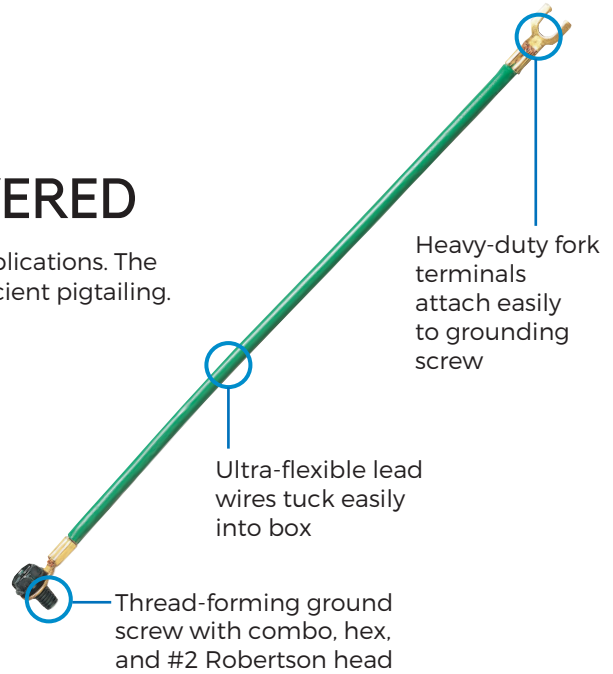 ERED
plications. The
cient pigtailing.
Heavy-duty fork
terminals
attach easily
to grounding
screw
Ultra-flexible lead
wires tuck easily
into box
Thread-forming ground
screw with combo, hex,
and #2 Robertson head